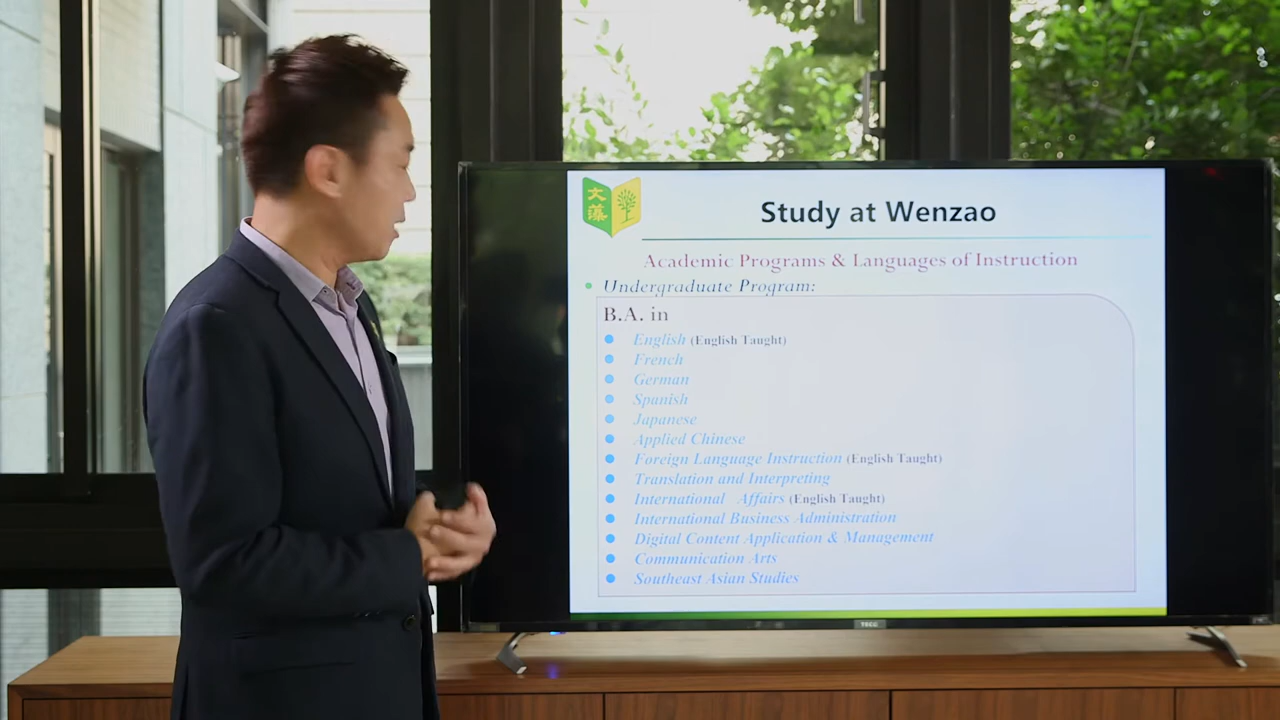 文藻
Study at Wenzao
Academic Programs & Languages of Instruction
Undergraduate Program:
B.A. in
English (English Taught)
French
German
Spanish
Japanese
Applied Chinese
Foreign Language Instruction (English Taught)
Translation and Interpreting
International Affairs (English Taught)
International Business Administration
Digital Content Application & Management
Communication Arts
Southeast Asian Studies
TECO